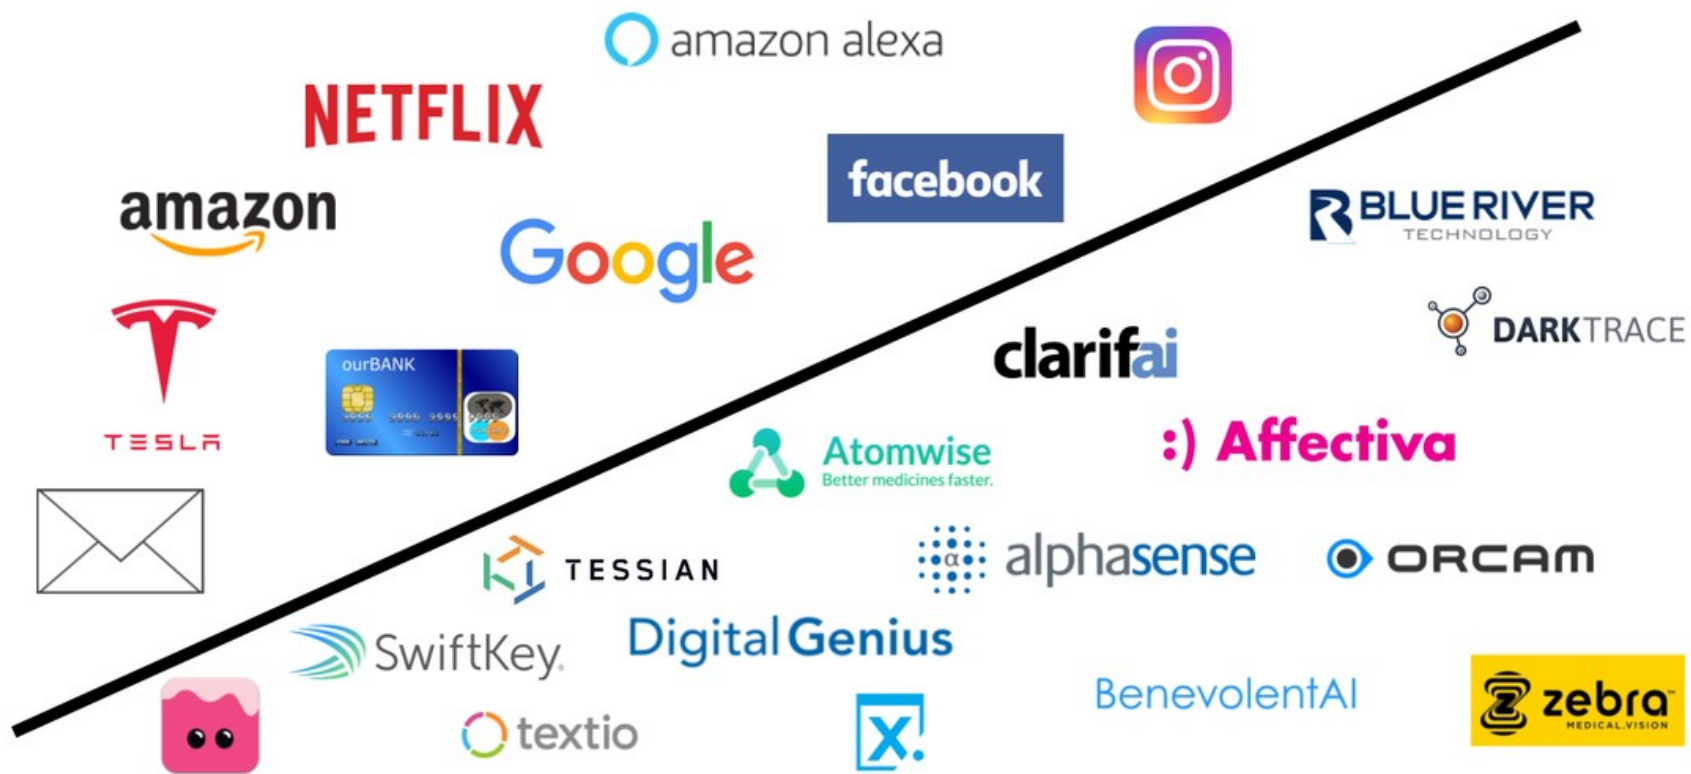 amazon alexa
NETFLIX
facebook
amazon
BLUE RIVER
TECHNOLOGY
Google
DARKTRACE
clarifai
ourBANK
TESLA
:) Affectiva
Atomwise
Better medicines faster.
α alphasense
ORCAM
TESSIAN
SwiftKey.
DigitalGenius
BenevolentAI
zebra
MEDICAL.VISION
textio
X.